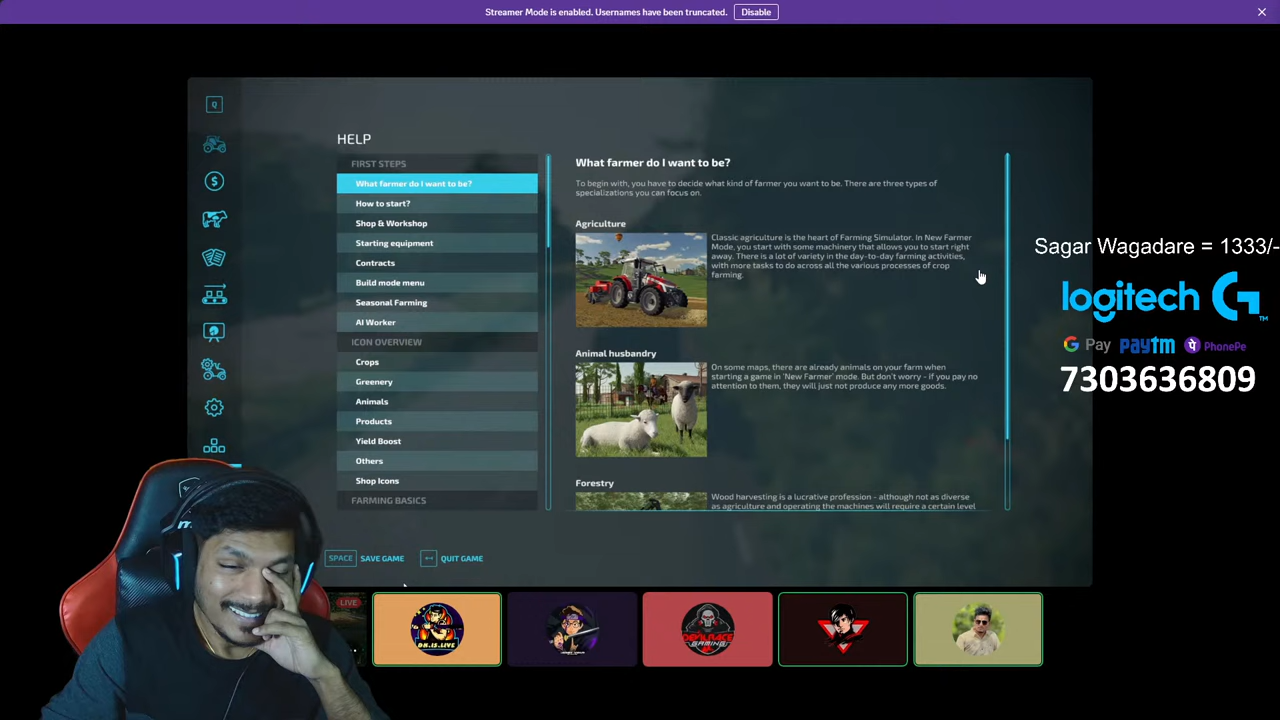 Streamer Mode is enabled. Usernames have been truncated. Disable
Q
HELP
FIRST STEPS
What farmer do I want to be?
How to start?
Shop & Workshop
Starting equipment
Contracts
Build mode menu
Seasonal Farming
AI Worker
ICON OVERVIEW
Crops
Greenery
Animals
Products
Yield Boost
Others
Shop Icons
FARMING BASICS
What farmer do I want to be?
To begin with, you have to decide what kind of farmer you want to be. There are three types of
specializations you can focus on.
Agriculture
Classic agriculture is the heart of Farming Simulator. In New Farmer
Mode, you start with some machinery that allows you to start right
away. There is a lot of variety in the day-to-day farming activities,
with more tasks to do across all the various processes of crop
farming.
Animal husbandry
On some maps, there are already animals on your farm when
starting a game in 'New Farmer' mode. But don't worry - if you pay no
attention to them, they will just not produce any more goods.
Forestry
Wood harvesting is a lucrative profession - although not as diverse
as agriculture and operating the machines will require a certain level
SPACE SAVE GAME QUIT GAME
Sagar Wagadare = 1333/-
logitech G
G Pay paytm PhonePe
7303636809
LIVE
DEVILRACE
GAMING